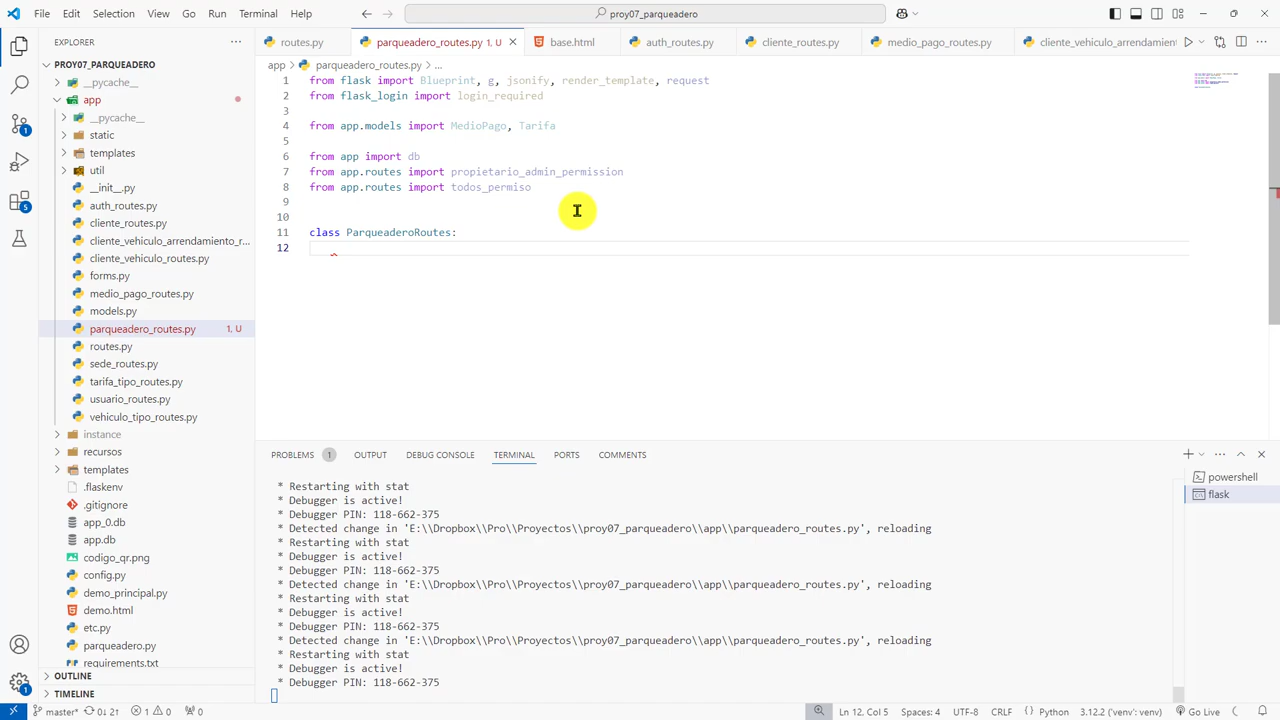 File Edit Selection View Go Run Terminal Help
proy07_parqueadero
EXPLORER
routes.py
parqueadero_routes.py 1, U
base.html
auth_routes.py
cliente_routes.py
medio_pago_routes.py
cliente_vehiculo_arrendamient
PROY07_PARQUEADERO
__pycache__
app
__pycache__
static
templates
util
__init__.py
auth_routes.py
cliente_routes.py
cliente_vehiculo_arrendamiento_r...
cliente_vehiculo_routes.py
forms.py
medio_pago_routes.py
models.py
parqueadero_routes.py 1, U
routes.py
sede_routes.py
tarifa_tipo_routes.py
usuario_routes.py
vehiculo_tipo_routes.py
instance
recursos
templates
.flaskenv
.gitignore
app_0.db
app.db
codigo_qr.png
config.py
demo_principal.py
demo.html
etc.py
parqueadero.py
requirements.txt
OUTLINE
TIMELINE
app > parqueadero_routes.py > ...
1 from flask import Blueprint, g, jsonify, render_template, request
2 from flask_login import login_required
3
4 from app.models import MedioPago, Tarifa
5
6 from app import db
7 from app.routes import propietario_admin_permission
8 from app.routes import todos_permiso
9
10
11 class ParqueaderoRoutes:
12
PROBLEMS 1 OUTPUT DEBUG CONSOLE TERMINAL PORTS COMMENTS
* Restarting with stat
* Debugger is active!
* Debugger PIN: 118-662-375
* Detected change in 'E:\\Dropbox\\Pro\\Proyectos\\proy07_parqueadero\\app\\parqueadero_routes.py', reloading
* Restarting with stat
* Debugger is active!
* Debugger PIN: 118-662-375
* Detected change in 'E:\\Dropbox\\Pro\\Proyectos\\proy07_parqueadero\\app\\parqueadero_routes.py', reloading
* Restarting with stat
* Debugger is active!
* Debugger PIN: 118-662-375
* Detected change in 'E:\\Dropbox\\Pro\\Proyectos\\proy07_parqueadero\\app\\parqueadero_routes.py', reloading
* Restarting with stat
* Debugger is active!
* Debugger PIN: 118-662-375
powershell
flask
master* 0↓ 2↑ 1 0 0
Ln 12, Col 5 Spaces: 4 UTF-8 CRLF Python 3.12.2 ('venv': venv) Go Live